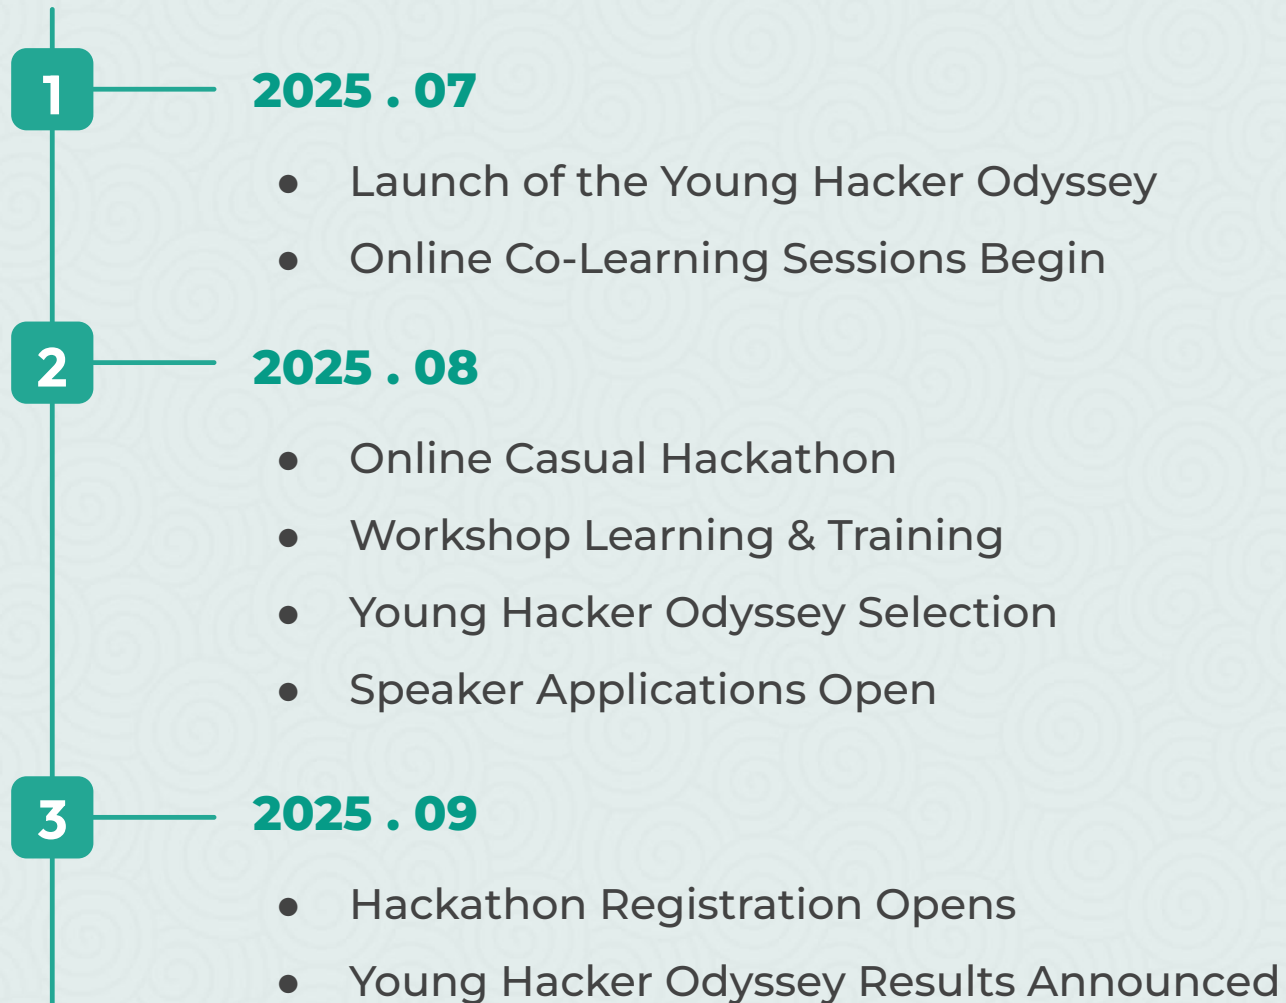 1
2025 . 07
● Launch of the Young Hacker Odyssey
● Online Co-Learning Sessions Begin
2
2025 . 08
● Online Casual Hackathon
● Workshop Learning & Training
● Young Hacker Odyssey Selection
● Speaker Applications Open
3
2025 . 09
● Hackathon Registration Opens
● Young Hacker Odyssey Results Announced